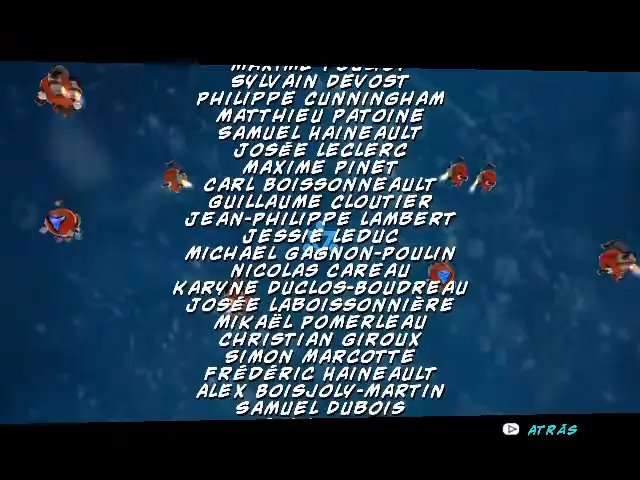 SYLVAIN DEVOST
PHILIPPE CUNNINGHAM
MATTHIEU PATOINE
SAMUEL HAINEAULT
JOSÉE LECLERC
MAXIME PINET
CARL BOISSONNEAULT
GUILLAUME CLOUTIER
JEAN-PHILIPPE LAMBERT
JESSIE LEDUC
MICHAËL GAGNON-POULIN
NICOLAS CAREAU
KARYNE DUCLOS-BOUDREAU
JOSÉE LABOISSONNIÈRE
MIKAËL POMERLEAU
CHRISTIAN GIROUX
SIMON MARCOTTE
FRÉDÉRIC HAINEAULT
ALEX BOISJOLY-MARTIN
SAMUEL DUBOIS
ATRÁS